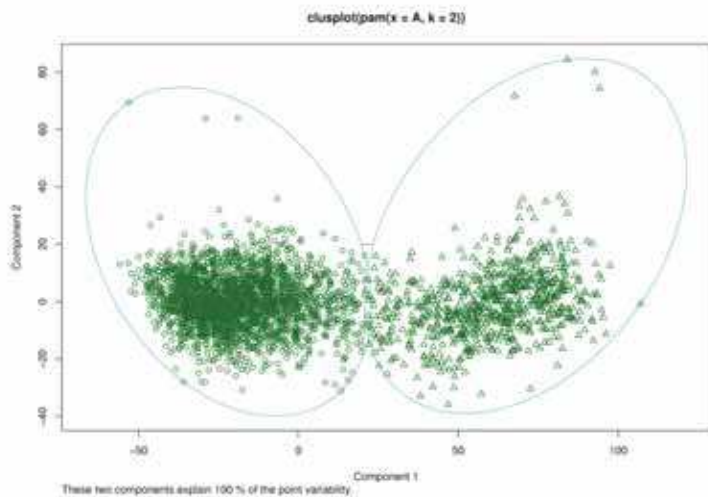 clusplot(pam(x = A, k = 2))
80
60
40
20
0
-20
-40
Component 2
-50
0
50
100
Component 1
These two components explain 100 % of the point variability.